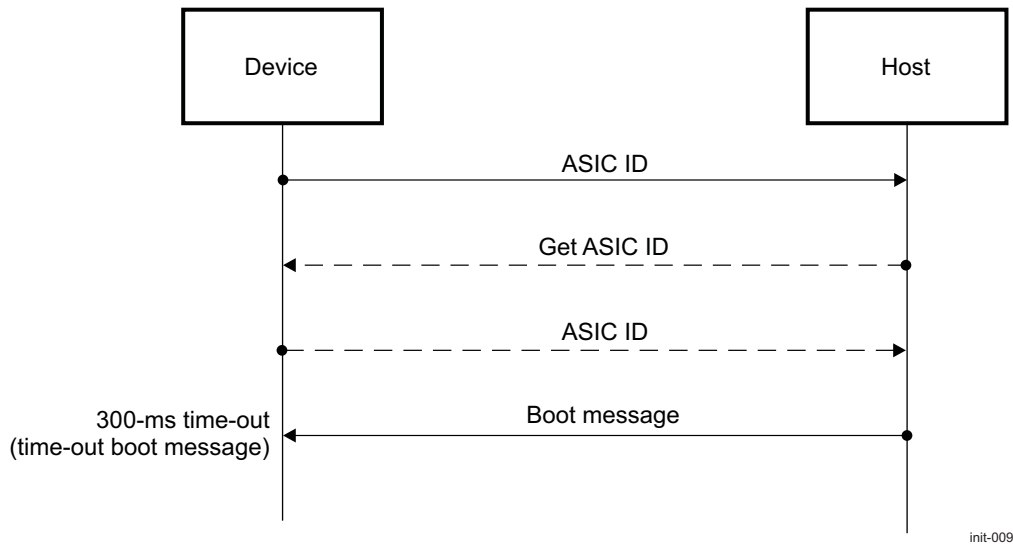 Device
Host
ASIC ID
Get ASIC ID
ASIC ID
Boot message
300-ms time-out
(time-out boot message)
init-009